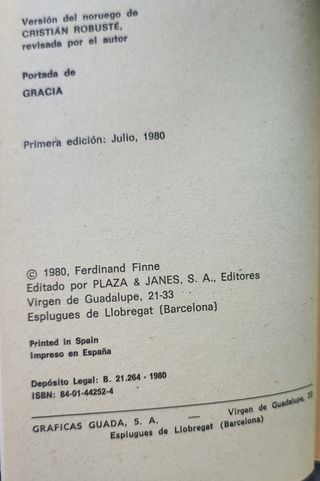 Versión del noruego de
CRISTIÁN ROBUSTÉ,
revisada por el autor
Portada de
GRACIA
Primera edición: Julio, 1980
© 1980, Ferdinand Finne
Editado por PLAZA & JANES, S. A., Editores
Virgen de Guadalupe, 21-33
Esplugues de Llobregat (Barcelona)
Printed in Spain
Impreso en España
Depósito Legal: B. 21.264 - 1980
ISBN: 84-01-44252-4
GRAFICAS GUADA, S. A. — Virgen de Guadalupe, 33
Esplugues de Llobregat (Barcelona)